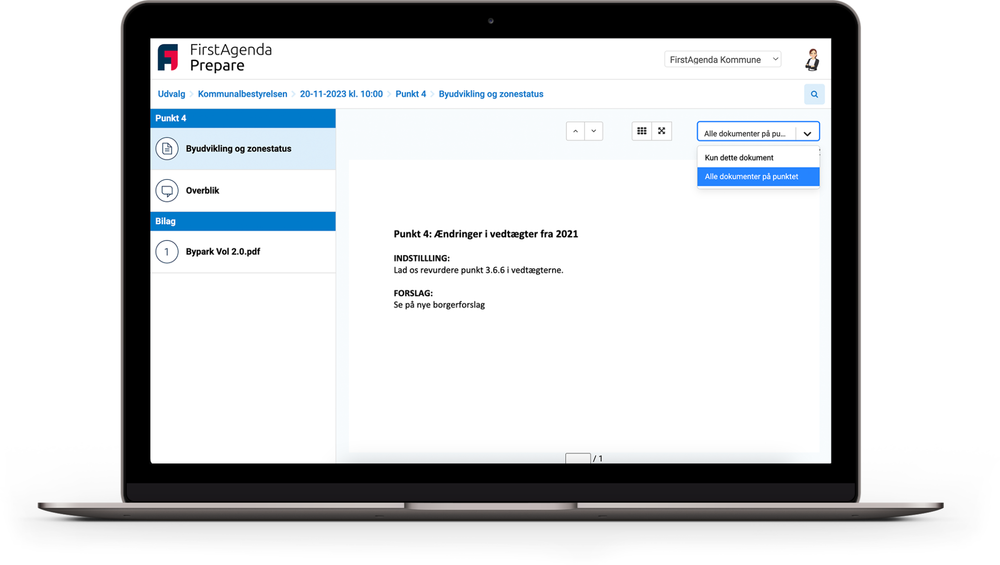 FirstAgenda
Prepare
FirstAgenda Kommune
Udvalg Kommunalbestyrelsen 20-11-2023 kl. 10:00 Punkt 4 Byudvikling og zonestatus
Punkt 4
Byudvikling og zonestatus
Overblik
Bilag
1 Bypark Vol 2.0.pdf
Alle dokumenter på pu...
Kun dette dokument
Alle dokumenter på punktet
Punkt 4: Ændringer i vedtægter fra 2021
INDSTILLLING:
Lad os revurdere punkt 3.6.6 i vedtægterne.
FORSLAG:
Se på nye borgerforslag
/ 1